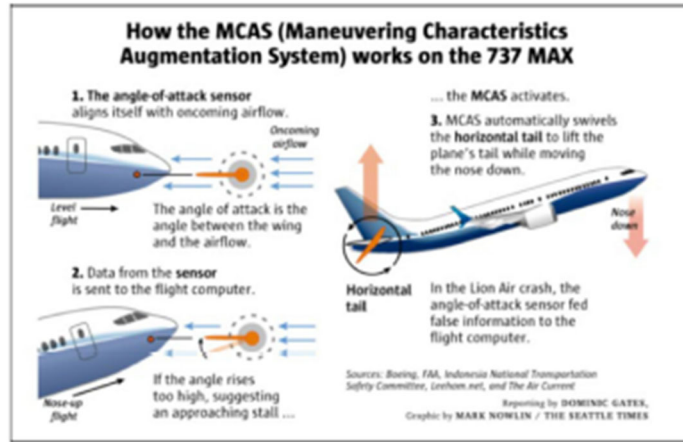 How the MCAS (Maneuvering Characteristics
Augmentation System) works on the 737 MAX
1. The angle-of-attack sensor
aligns itself with oncoming airflow.
Oncoming
airflow
Level
flight
The angle of attack is the
angle between the wing
and the airflow.
2. Data from the sensor
is sent to the flight computer.
Nose-up
flight
If the angle rises
too high, suggesting
an approaching stall ...
... the MCAS activates.
3. MCAS automatically swivels
the horizontal tail to lift the
plane's tail while moving
the nose down.
Nose
down
Horizontal
tail
In the Lion Air crash, the
angle-of-attack sensor fed
false information to the
flight computer.
Sources: Boeing, FAA, Indonesia National Transportation
Safety Committee, Leeham.net, and The Air Current
Reporting by DOMINIC GATES,
Graphic by MARK NOWLIN / THE SEATTLE TIMES